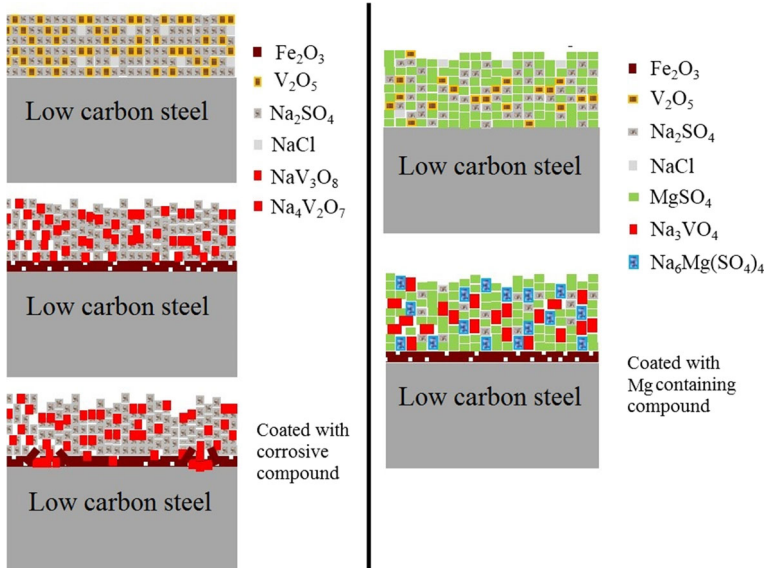 Low carbon steel
Fe₂O₃
V₂O₅
Na₂SO₄
NaCl
NaV₃O₈
Na₄V₂O₇
Low carbon steel
Low carbon steel
Coated with
corrosive
compound
Low carbon steel
Fe₂O₃
V₂O₅
Na₂SO₄
NaCl
MgSO₄
Na₃VO₄
Na₆Mg(SO₄)₄
Low carbon steel
Coated with
Mg containing
compound